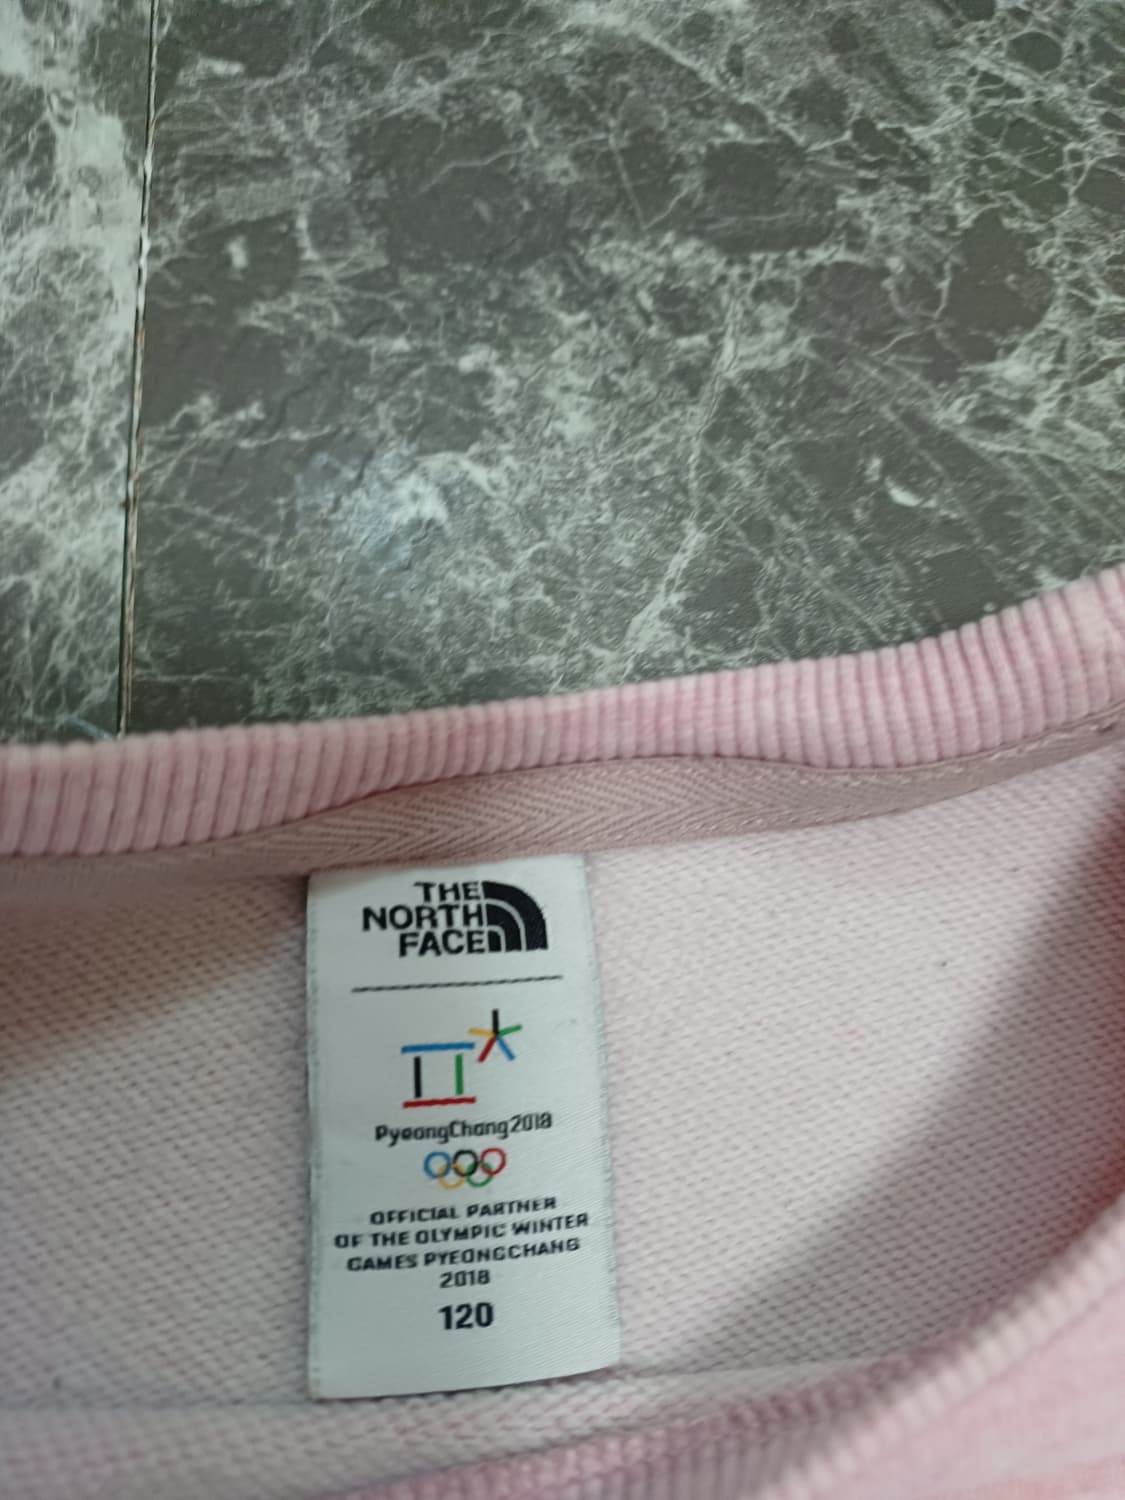 THE
NORTH
FACE
PyeongChang2018
OFFICIAL PARTNER
OF THE OLYMPIC WINTER
GAMES PYEONGCHANG
2018
120